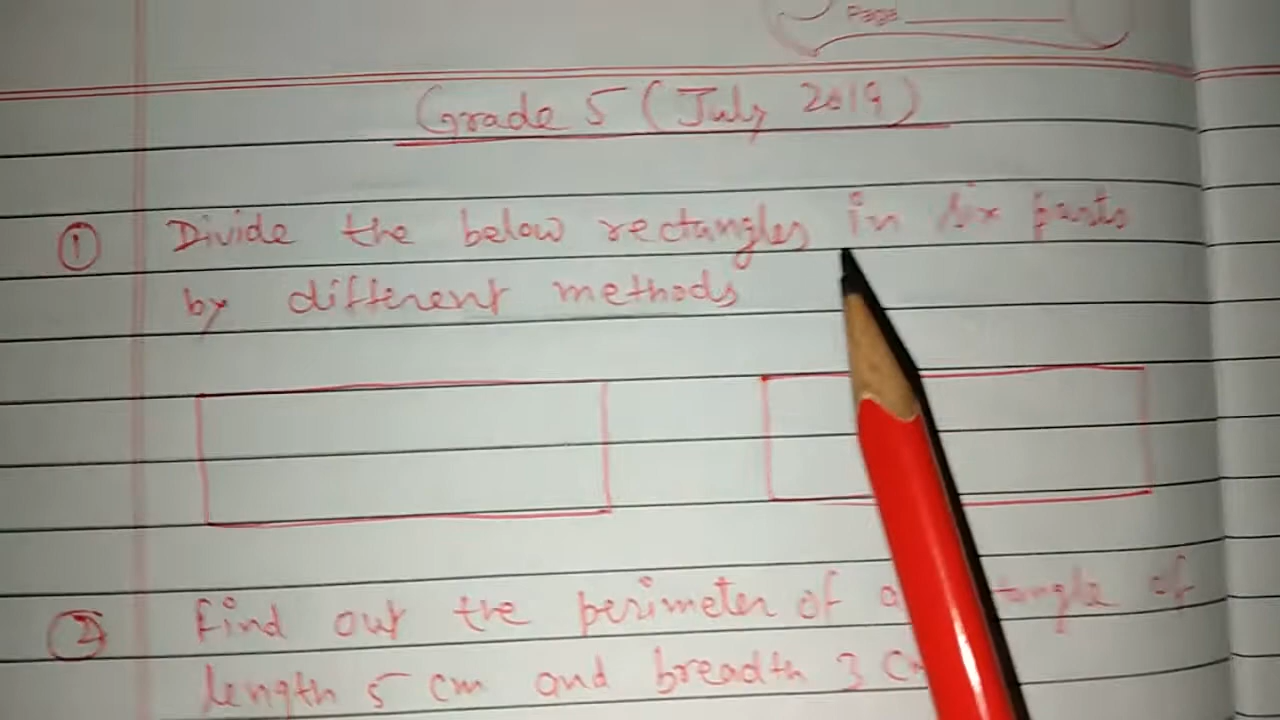 Page
Grade 5 (July 2019)
1 Divide the below rectangles in six parts
by different methods
2 Find out the perimeter of a of
length 5 cm and breadth 3